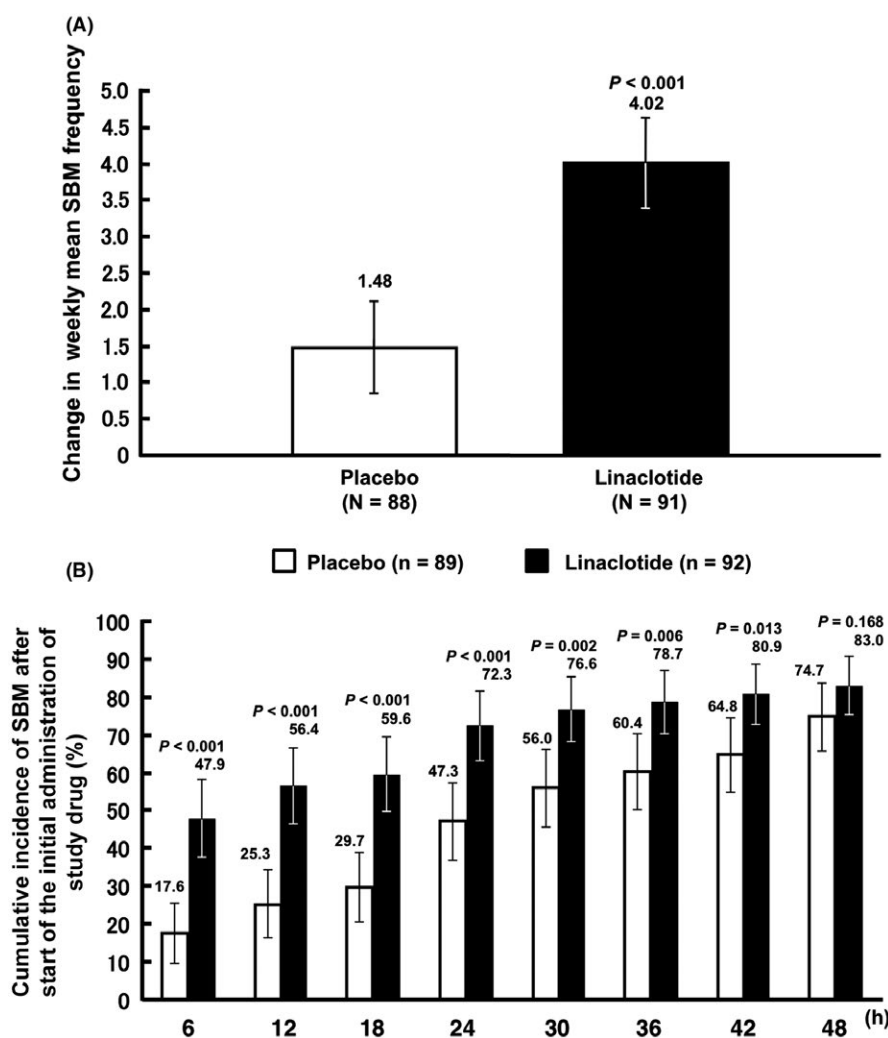 (A)
Change in weekly mean SBM frequency
5.0
4.5
4.0
3.5
3.0
2.5
2.0
1.5
1.0
0.5
0
1.48
P < 0.001
4.02
Placebo
(N = 88)
Linaclotide
(N = 91)
(B)
Placebo (n = 89)
Linaclotide (n = 92)
Cumulative incidence of SBM after
start of the initial administration of
study drug (%)
100
90
80
70
60
50
40
30
20
10
0
P < 0.001
47.9
17.6
P < 0.001
56.4
25.3
P < 0.001
59.6
29.7
P < 0.001
72.3
47.3
P = 0.002
76.6
56.0
P = 0.006
78.7
60.4
P = 0.013
80.9
64.8
P = 0.168
83.0
74.7
6 12 18 24 30 36 42 48 (h)